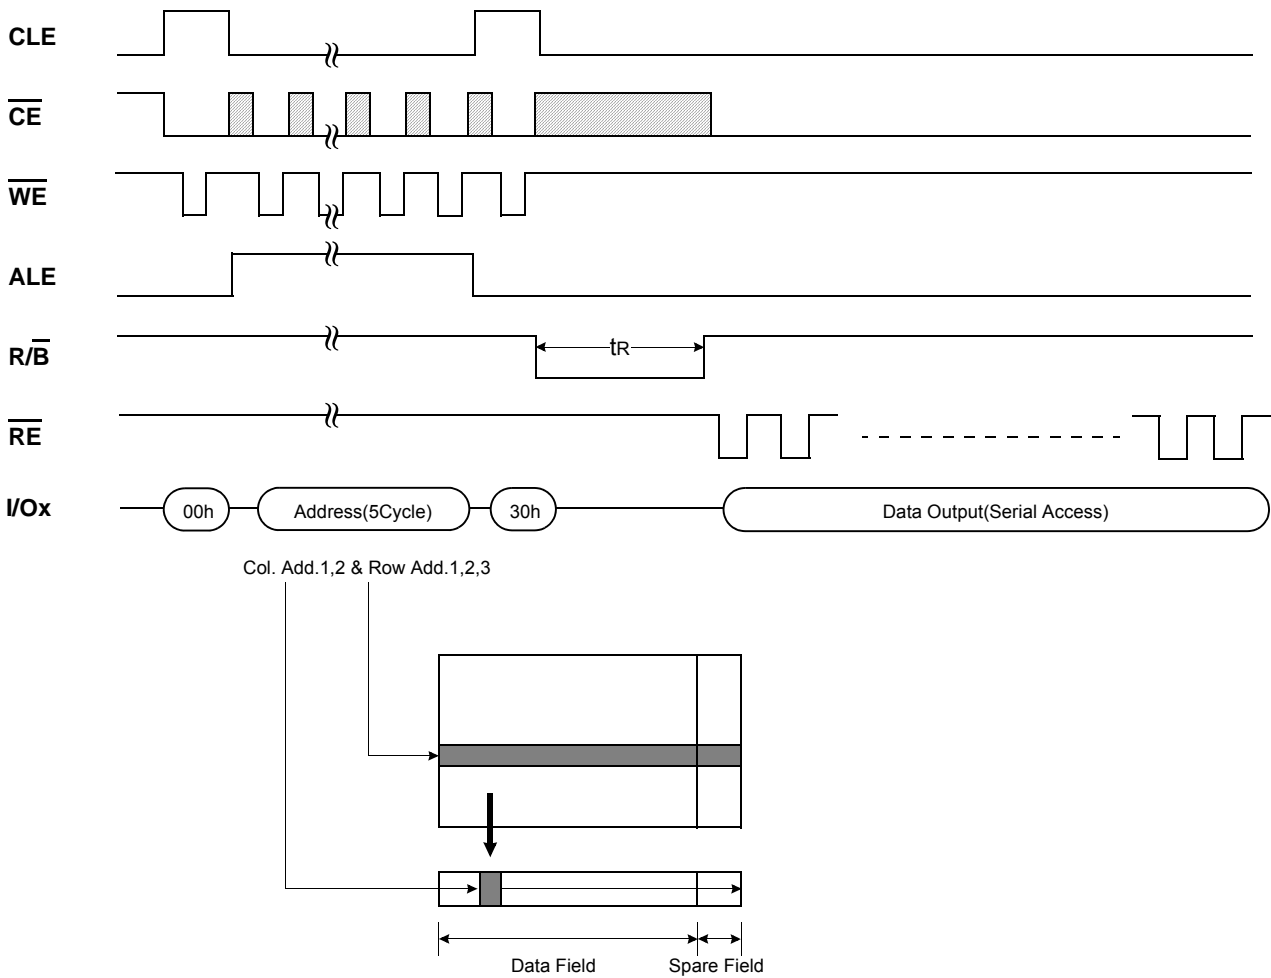 CLE
CE
WE
ALE
R/B
tR
RE
I/Ox
00h
Address(5Cycle)
30h
Data Output(Serial Access)
Col. Add.1,2 & Row Add.1,2,3
Data Field
Spare Field